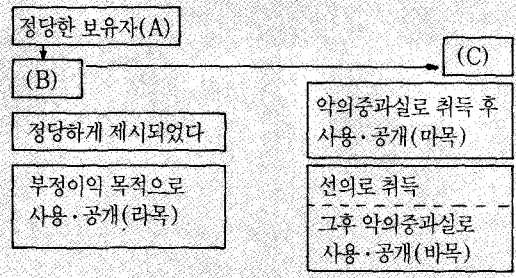 정당한 보유자(A)
(B)
(C)
정당하게 제시되었다
부정이익 목적으로
사용·공개(라목)
악의중과실로 취득 후
사용·공개(마목)
선의로 취득
그후 악의중과실로
사용·공개(바목)